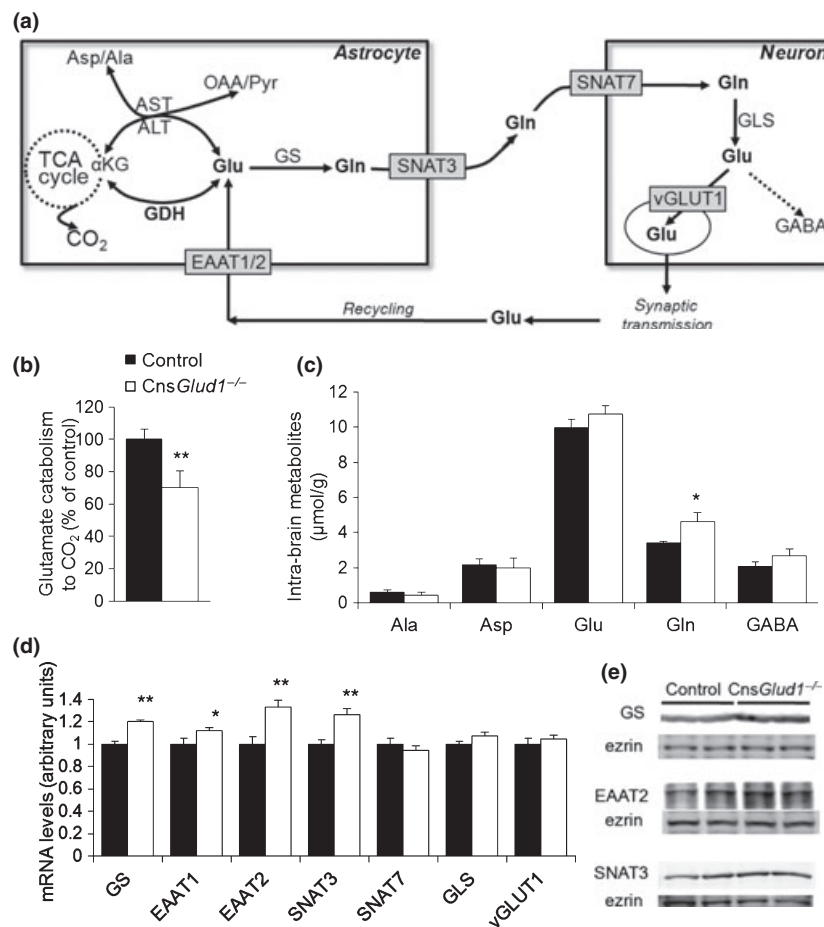 (a)
Astrocyte
Neuron
Asp/Ala
OAA/Pyr
AST
ALT
SNAT7
Gln
Gln
GLS
TCA
cycle
αKG
Glu
GS
Gln
SNAT3
Glu
vGLUT1
GDH
Glu
GABA
CO2
EAAT1/2
Recycling
Glu
Synaptic
transmission
(b)
Control
CnsGlud1–/–
Glutamate catabolism
to CO2 (% of control)
120
100
80
60
40
20
0
**
(c)
Intra-brain metabolites
(µmol/g)
12
10
8
6
4
2
0
*
Ala Asp Glu Gln GABA
(d)
mRNA levels (arbitrary units)
1.4
1.2
1
0.8
0.6
0.4
0.2
0
** * ** **
GS EAAT1 EAAT2 SNAT3 SNAT7 GLS vGLUT1
(e)
Control CnsGlud1–/–
GS
ezrin
EAAT2
ezrin
SNAT3
ezrin